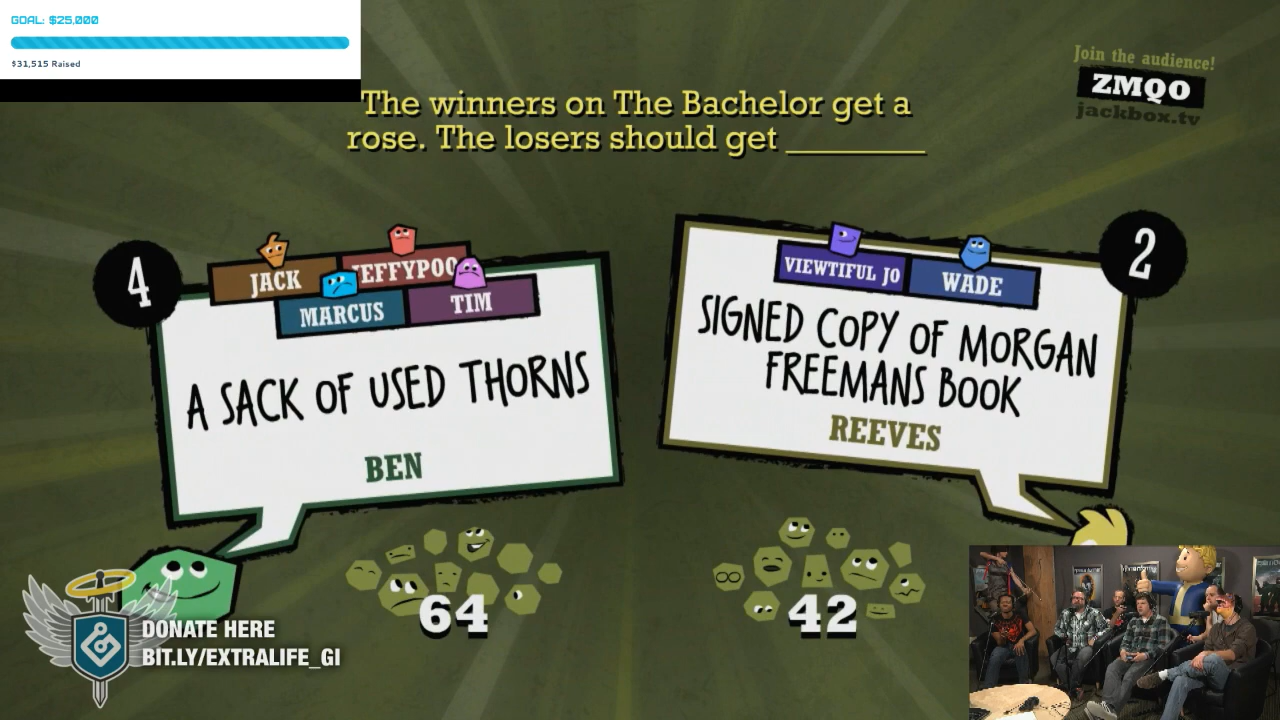 GOAL: $25,000
$31,515 Raised
Join the audience!
ZMQO
jackbox.tv
The winners on The Bachelor get a
rose. The losers should get ________
4
JACK
JEFFYPOO
MARCUS
TIM
A SACK OF USED THORNS
BEN
2
VIEWTIFUL JO
WADE
SIGNED COPY OF MORGAN
FREEMANS BOOK
REEVES
64
42
DONATE HERE
BIT.LY/EXTRALIFE_GI